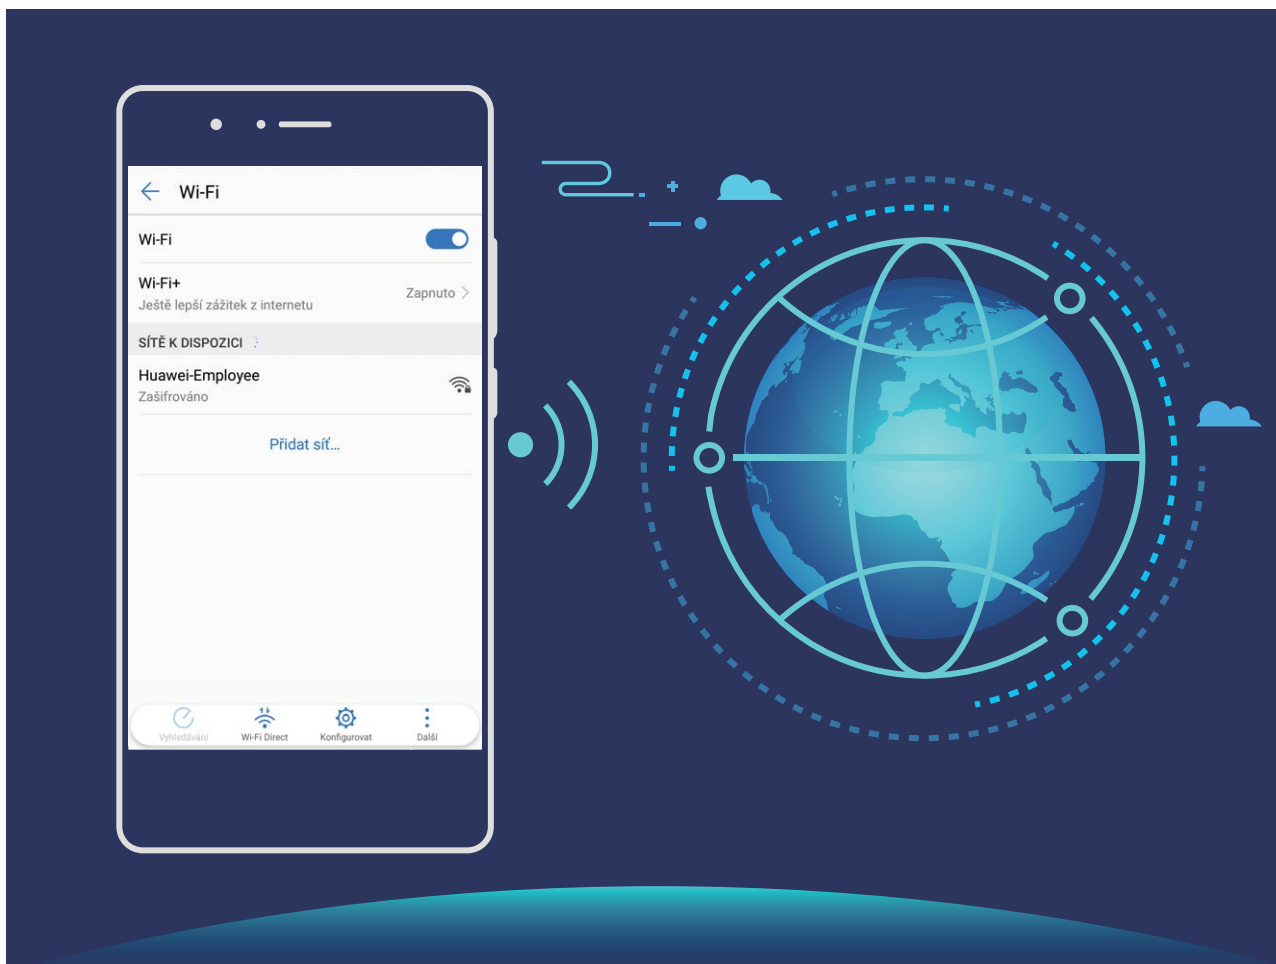 Wi-Fi
Wi-Fi
Wi-Fi+
Ještě lepší zážitek z internetu
Zapnuto
SÍTĚ K DISPOZICI
Huawei-Employee
Zašifrováno
Přidat síť...
Vyhledávání
Wi-Fi Direct
Konfigurovat
Další